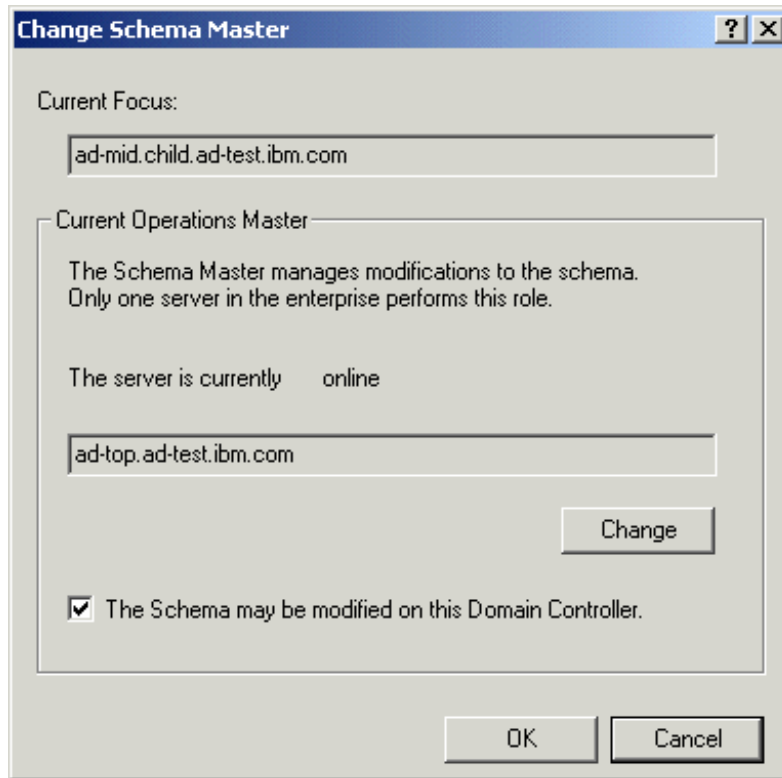 Change Schema Master
Current Focus:
ad-mid.child.ad-test.ibm.com
Current Operations Master
The Schema Master manages modifications to the schema.
Only one server in the enterprise performs this role.
The server is currently online
ad-top.ad-test.ibm.com
Change
The Schema may be modified on this Domain Controller.
OK Cancel